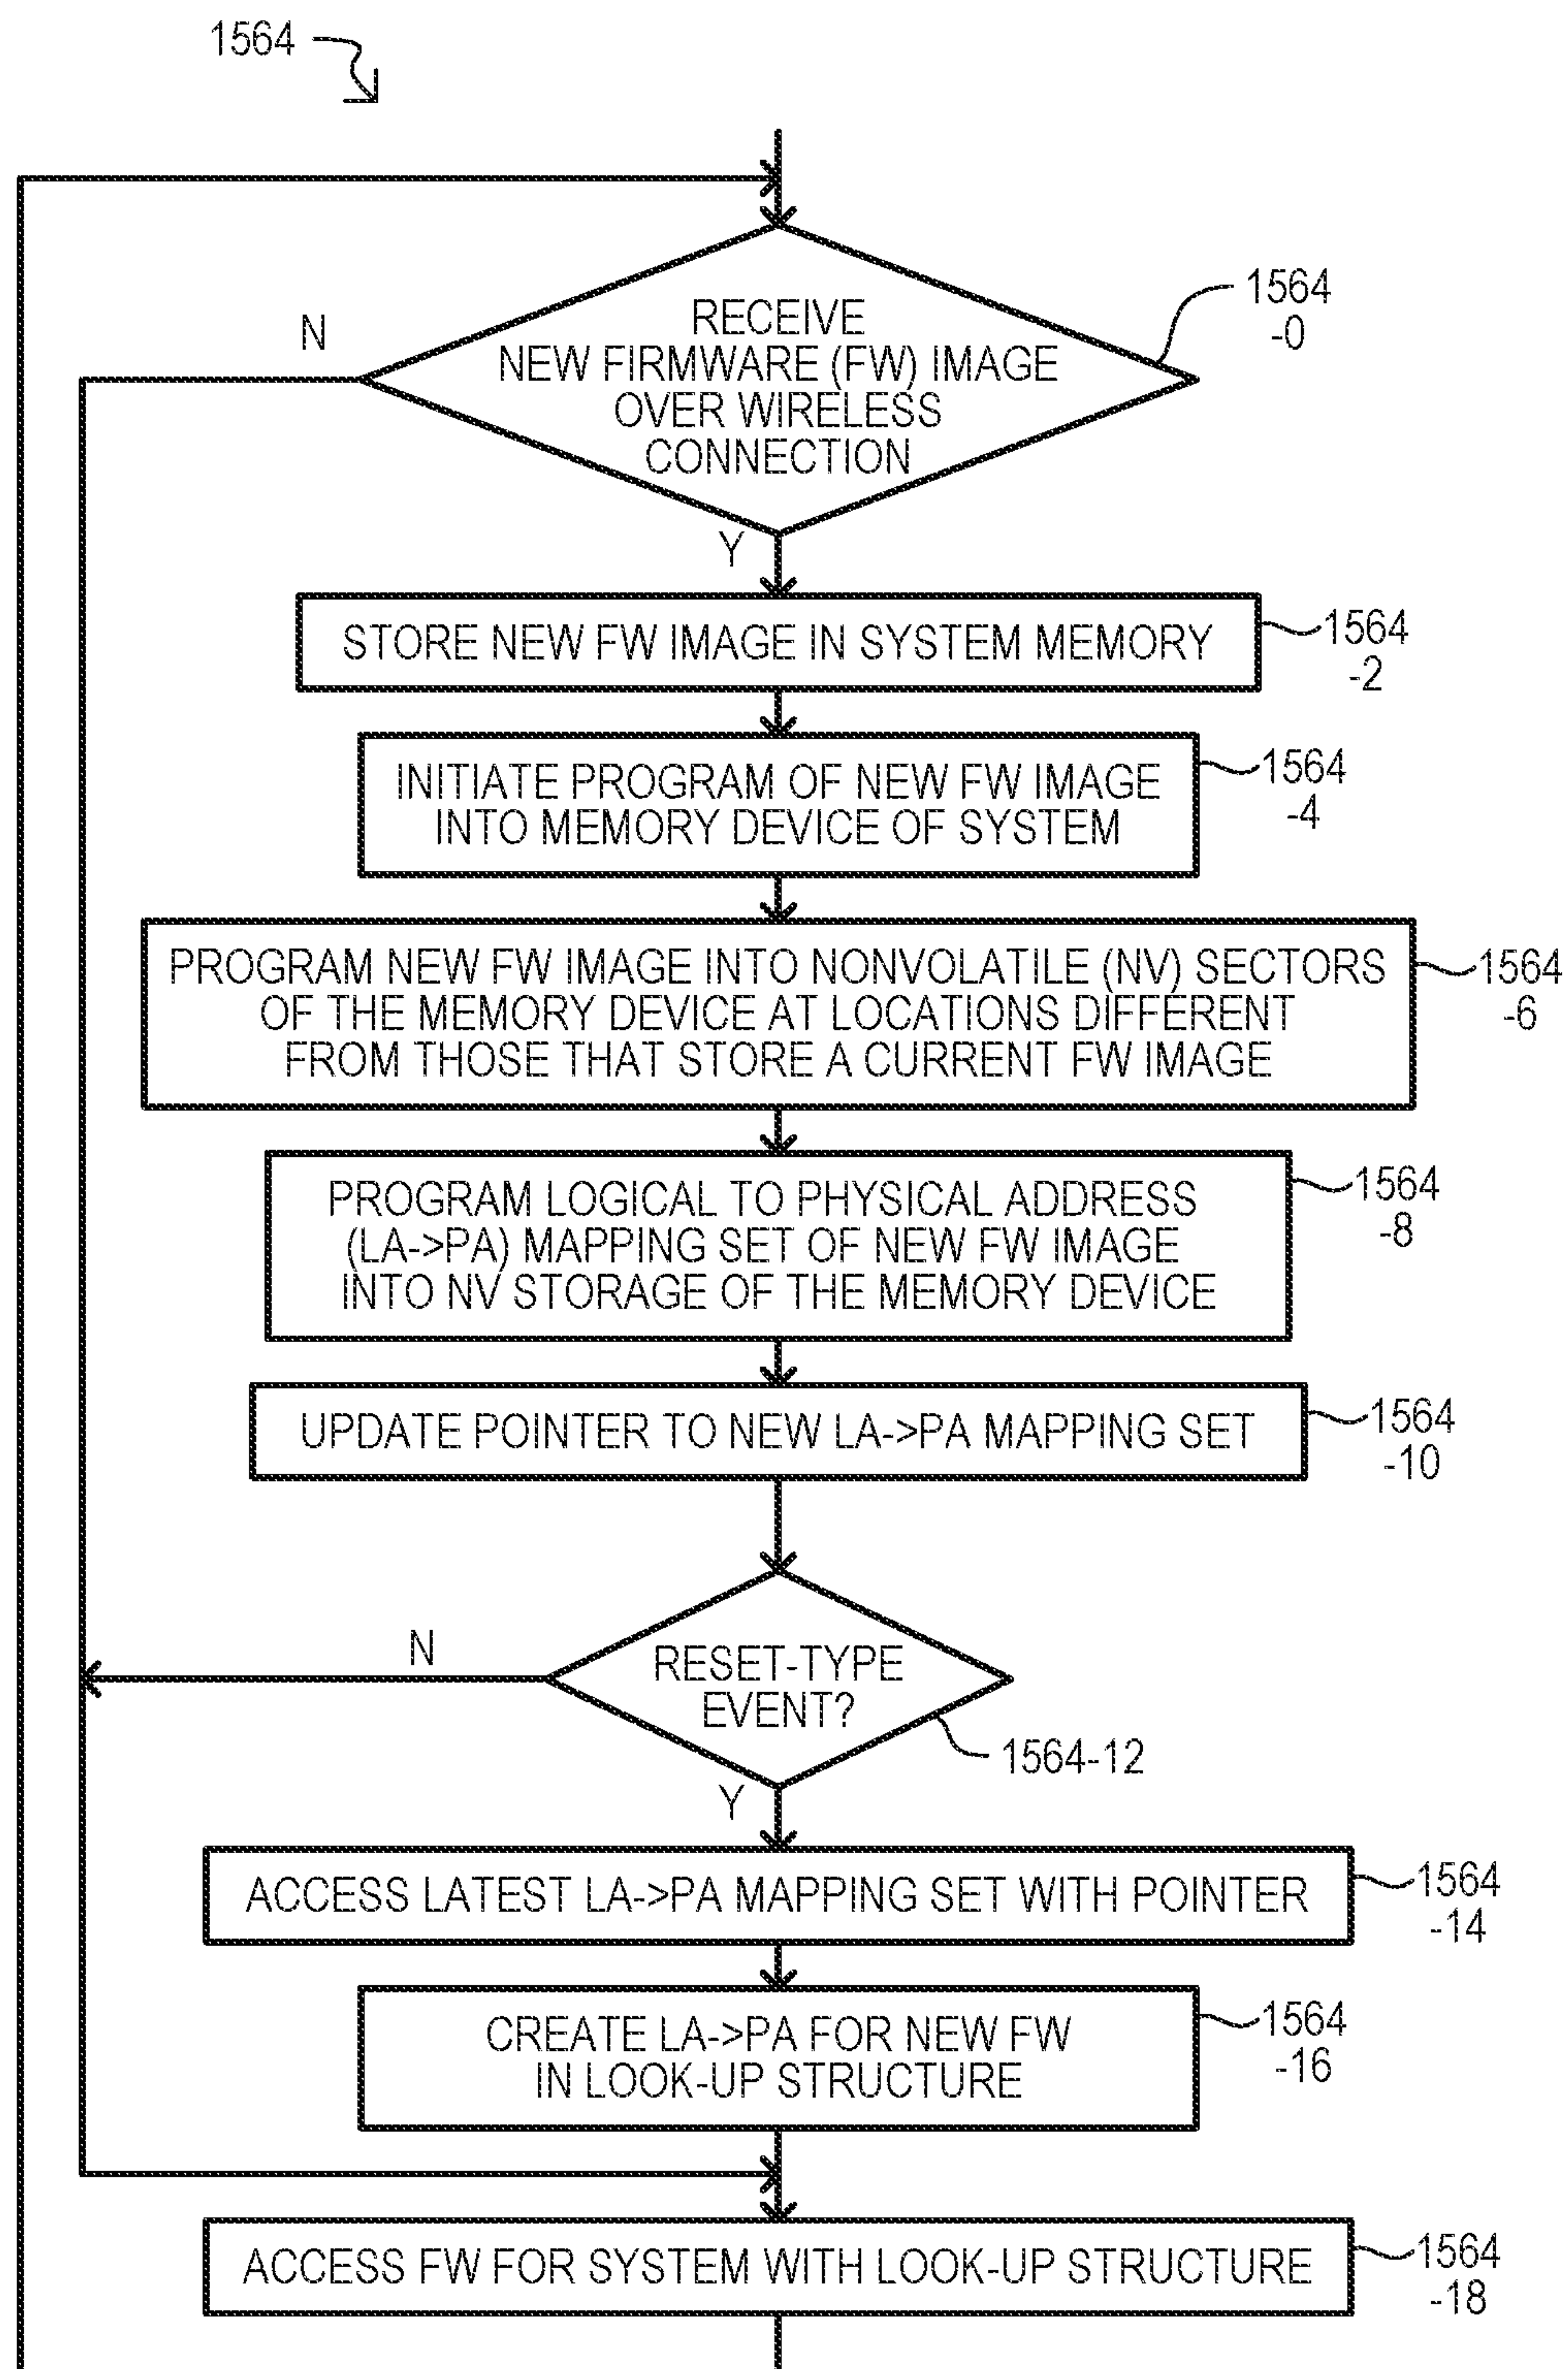 1564
N
RECEIVE
NEW FIRMWARE (FW) IMAGE
OVER WIRELESS
CONNECTION
1564
-0
Y
STORE NEW FW IMAGE IN SYSTEM MEMORY
1564
-2
INITIATE PROGRAM OF NEW FW IMAGE
INTO MEMORY DEVICE OF SYSTEM
1564
-4
PROGRAM NEW FW IMAGE INTO NONVOLATILE (NV) SECTORS
OF THE MEMORY DEVICE AT LOCATIONS DIFFERENT
FROM THOSE THAT STORE A CURRENT FW IMAGE
1564
-6
PROGRAM LOGICAL TO PHYSICAL ADDRESS
(LA->PA) MAPPING SET OF NEW FW IMAGE
INTO NV STORAGE OF THE MEMORY DEVICE
1564
-8
UPDATE POINTER TO NEW LA->PA MAPPING SET
1564
-10
N
RESET-TYPE
EVENT?
1564-12
Y
ACCESS LATEST LA->PA MAPPING SET WITH POINTER
1564
-14
CREATE LA->PA FOR NEW FW
IN LOOK-UP STRUCTURE
1564
-16
ACCESS FW FOR SYSTEM WITH LOOK-UP STRUCTURE
1564
-18